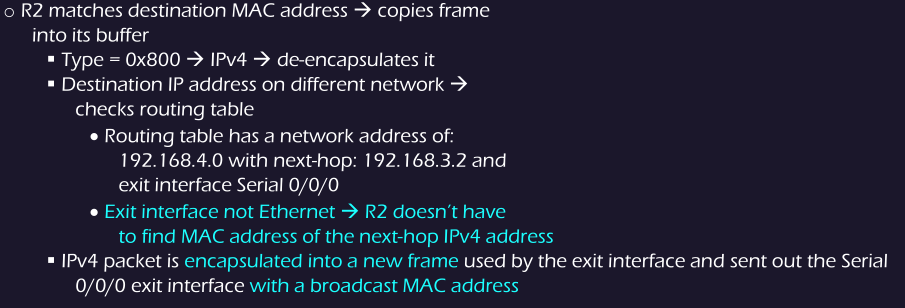 ○ R2 matches destination MAC address → copies frame
into its buffer
▪ Type = 0x800 → IPv4 → de-encapsulates it
▪ Destination IP address on different network →
checks routing table
• Routing table has a network address of:
192.168.4.0 with next-hop: 192.168.3.2 and
exit interface Serial 0/0/0
• Exit interface not Ethernet → R2 doesn't have
to find MAC address of the next-hop IPv4 address
▪ IPv4 packet is encapsulated into a new frame used by the exit interface and sent out the Serial
0/0/0 exit interface with a broadcast MAC address